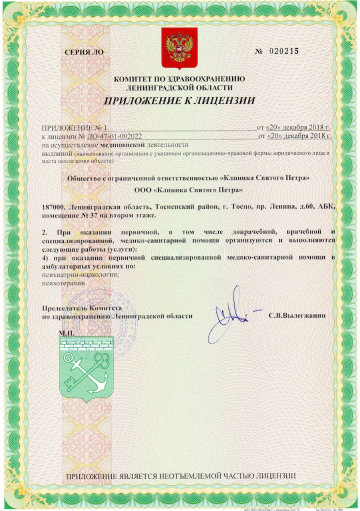 СЕРИЯ ЛО
№ 020215
КОМИТЕТ ПО ЗДРАВООХРАНЕНИЮ
ЛЕНИНГРАДСКОЙ ОБЛАСТИ
ПРИЛОЖЕНИЕ К ЛИЦЕНЗИИ
ПРИЛОЖЕНИЕ № 1 от «20» декабря 2018 г.
к лицензии № ЛО-47-01-002022 от «20» декабря 2018 г.
на осуществление медицинской деятельности
выданной (наименование организации с указанием организационно-правовой формы юридического лица и
места нахождения объекта)
Общество с ограниченной ответственностью «Клиника Святого Петра»
ООО «Клиника Святого Петра»
187000, Ленинградская область, Тосненский район, г. Тосно, пр. Ленина, д.60, АБК,
помещение № 37 на втором этаже.
2. При оказании первичной, в том числе доврачебной, врачебной и
специализированной, медико-санитарной помощи организуются и выполняются
следующие работы (услуги):
4) при оказании первичной специализированной медико-санитарной помощи в
амбулаторных условиях по:
психиатрии-наркологии;
психотерапии.
Председатель Комитета
по здравоохранению Ленинградской области С.В.Вылегжанин
М.П.
ПРИЛОЖЕНИЕ ЯВЛЯЕТСЯ НЕОТЪЕМЛЕМОЙ ЧАСТЬЮ ЛИЦЕНЗИИ